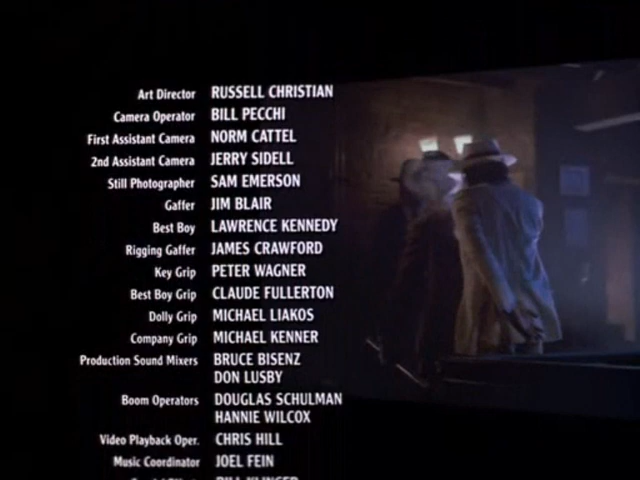 Art Director RUSSELL CHRISTIAN
Camera Operator BILL PECCHI
First Assistant Camera NORM CATTEL
2nd Assistant Camera JERRY SIDELL
Still Photographer SAM EMERSON
Gaffer JIM BLAIR
Best Boy LAWRENCE KENNEDY
Rigging Gaffer JAMES CRAWFORD
Key Grip PETER WAGNER
Best Boy Grip CLAUDE FULLERTON
Dolly Grip MICHAEL LIAKOS
Company Grip MICHAEL KENNER
Production Sound Mixers BRUCE BISENZ
DON LUSBY
Boom Operators DOUGLAS SCHULMAN
HANNIE WILCOX
Video Playback Oper. CHRIS HILL
Music Coordinator JOEL FEIN